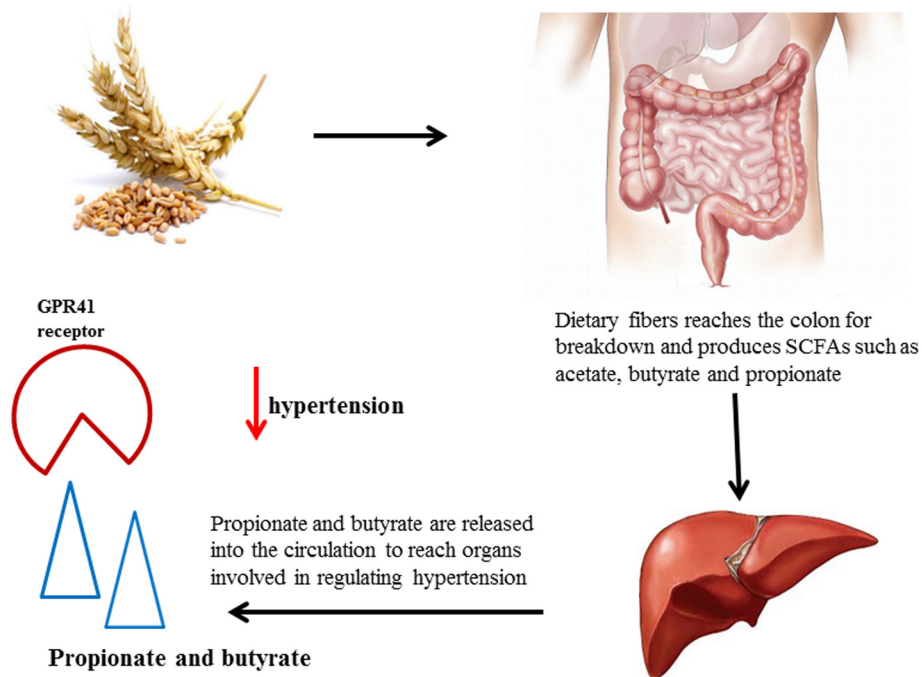 GPR41
receptor
Dietary fibers reaches the colon for
breakdown and produces SCFAs such as
acetate, butyrate and propionate
hypertension
Propionate and butyrate are released
into the circulation to reach organs
involved in regulating hypertension
Propionate and butyrate